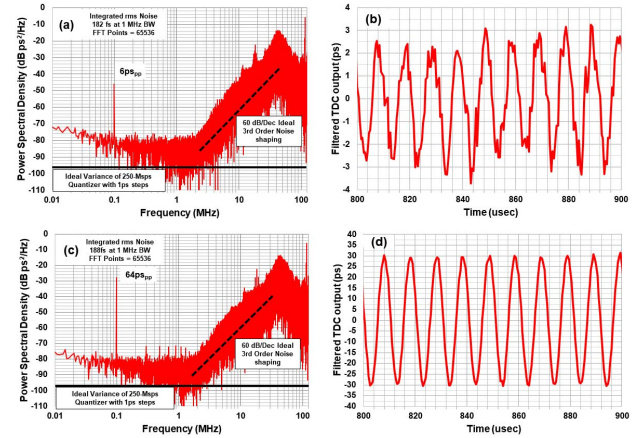 (a)
Integrated rms Noise
182 fs at 1 MHz BW
FFT Points = 65536
6ps_pp
60 dB/Dec Ideal
3rd Order Noise
shaping
Ideal Variance of 250-Msps
Quantizer with 1ps steps
Power Spectral Density (dB ps²/Hz)
0
-10
-20
-30
-40
-50
-60
-70
-80
-90
-100
-110
0.01
0.1
1
10
100
Frequency (MHz)
(b)
Filtered TDC output (ps)
4
3
2
1
0
-1
-2
-3
-4
800
820
840
860
880
900
Time (usec)
(c)
Integrated rms Noise
188fs at 1 MHz BW
FFT Points = 65536
64ps_pp
60 dB/Dec Ideal
3rd Order Noise
shaping
Ideal Variance of 250-Msps
Quantizer with 1ps steps
Power Spectral Density (dB ps²/Hz)
0
-10
-20
-30
-40
-50
-60
-70
-80
-90
-100
-110
0.01
0.1
1
10
100
Frequency (MHz)
(d)
Filtered TDC output (ps)
40
35
30
25
20
15
10
5
0
-5
-10
-15
-20
-25
-30
-35
-40
800
820
840
860
880
900
Time (usec)